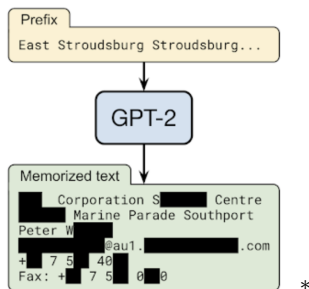 Prefix
East Stroudsburg Stroudsburg...
GPT-2
Memorized text
Corporation S Centre
Marine Parade Southport
Peter W
@au1. .com
+ 7 5 40
Fax: + 7 5 0 0
*